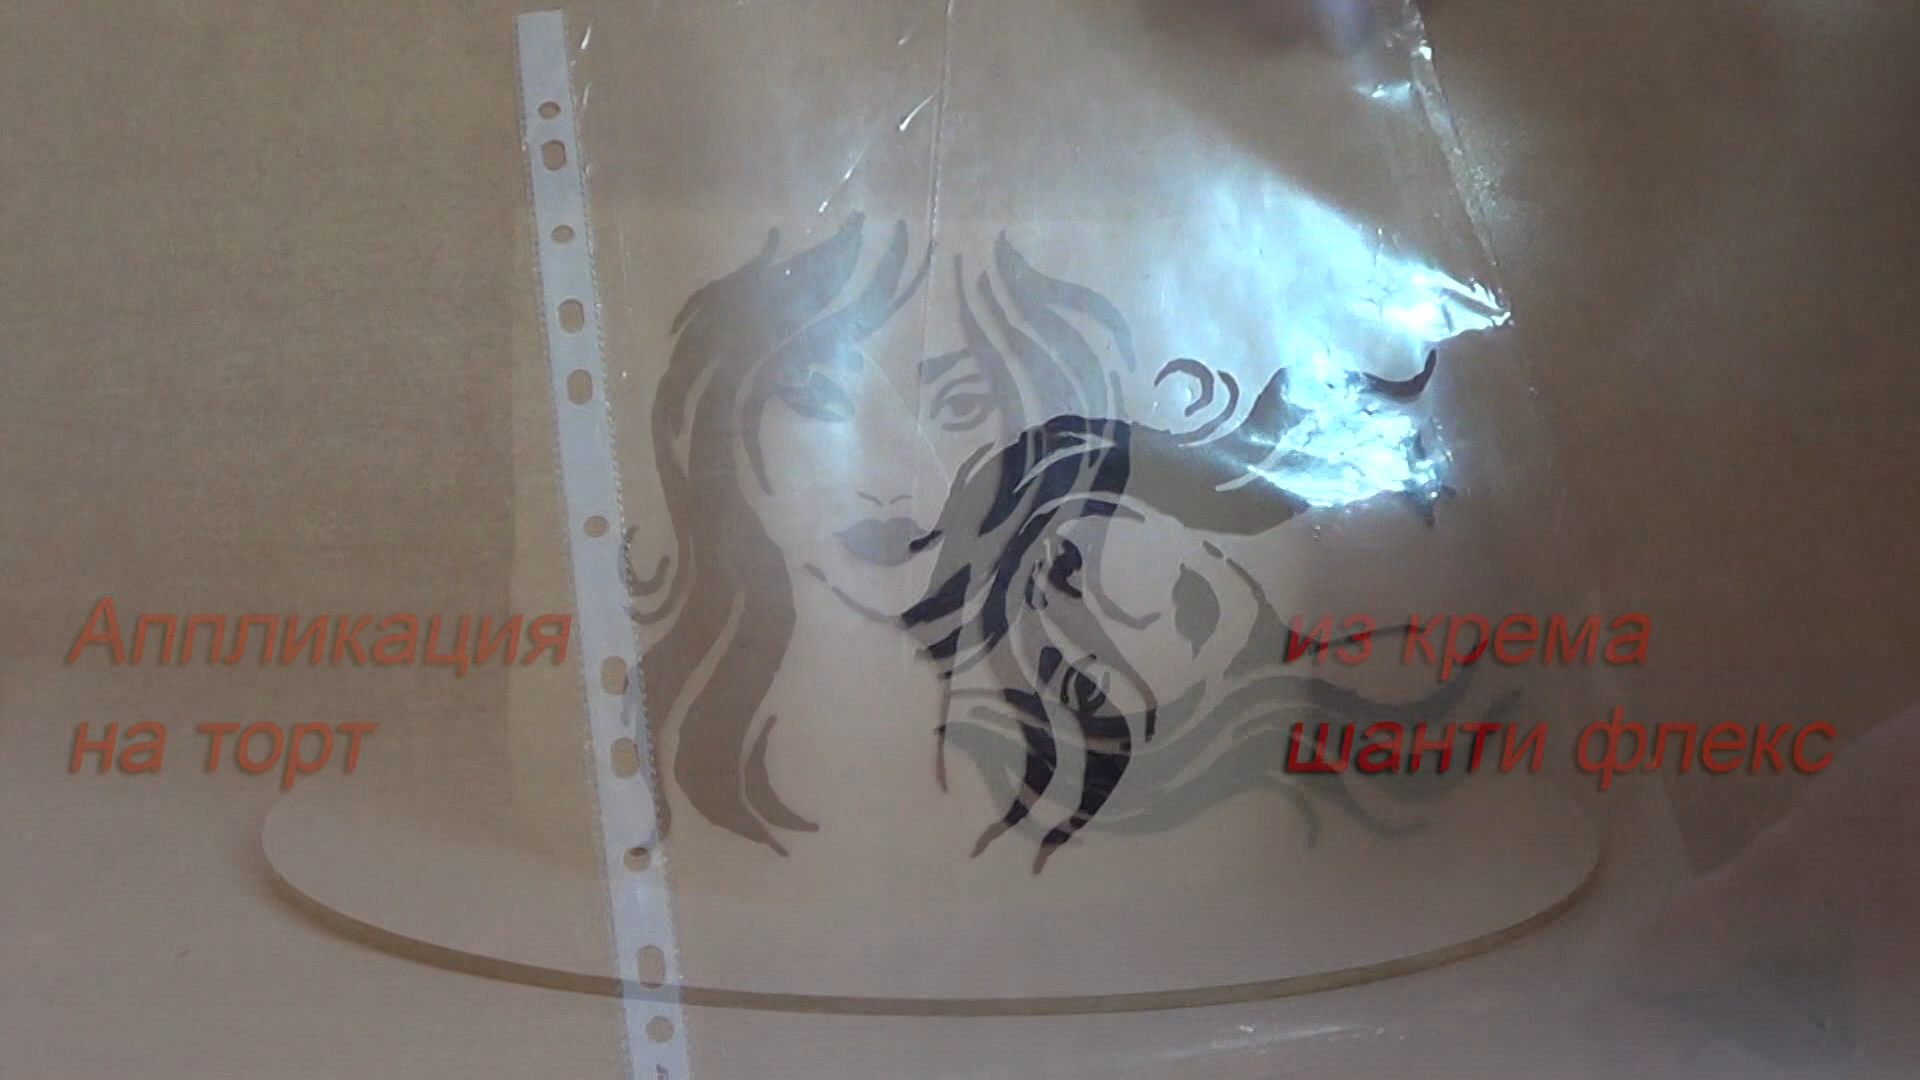 Аппликация
на торт
из крема
шанти флекс